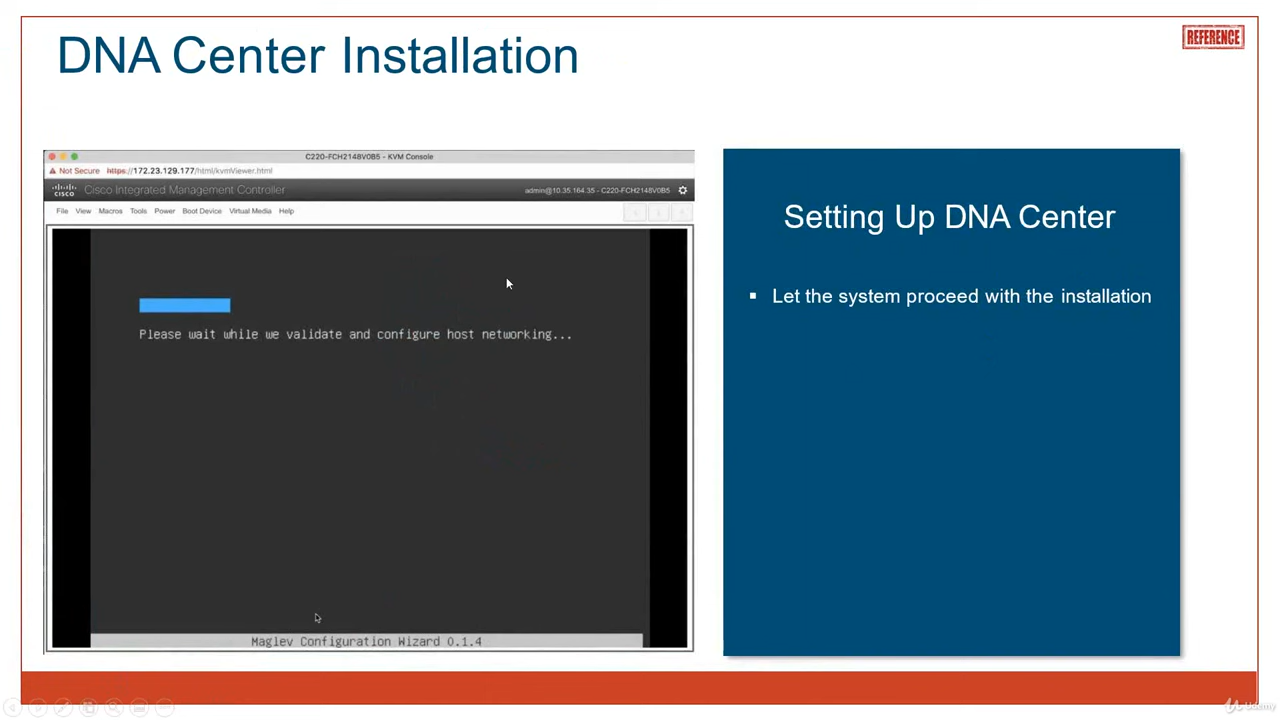 DNA Center Installation
REFERENCE
C220-FCH2148V0B5 - KVM Console
Not Secure https://172.23.129.177/html/kvmViewer.html
CISCO Cisco Integrated Management Controller
admin@10.35.164.35 - C220-FCH2148V0B5
File View Macros Tools Power Boot Device Virtual Media Help
Please wait while we validate and configure host networking...
Maglev Configuration Wizard 0.1.4
Setting Up DNA Center
▪ Let the system proceed with the installation
Udemy